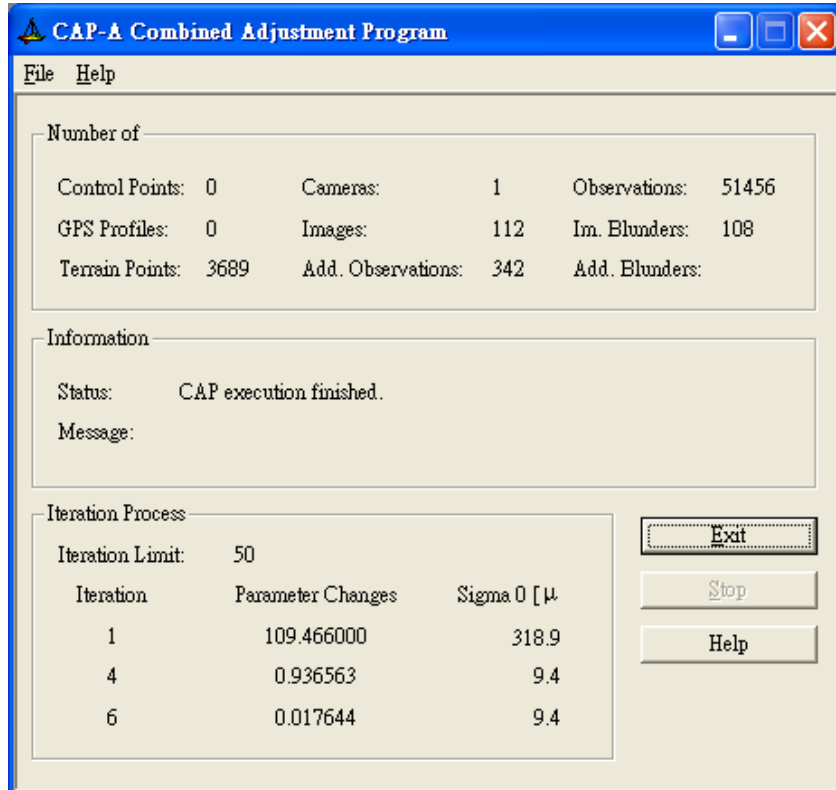 CAP-A Combined Adjustment Program
File Help
Number of
Control Points: 0 Cameras: 1 Observations: 51456
GPS Profiles: 0 Images: 112 Im. Blunders: 108
Terrain Points: 3689 Add. Observations: 342 Add. Blunders:
Information
Status: CAP execution finished.
Message:
Iteration Process
Iteration Limit: 50
Iteration Parameter Changes Sigma 0 [μ
1 109.466000 318.9
4 0.936563 9.4
6 0.017644 9.4
Exit
Stop
Help